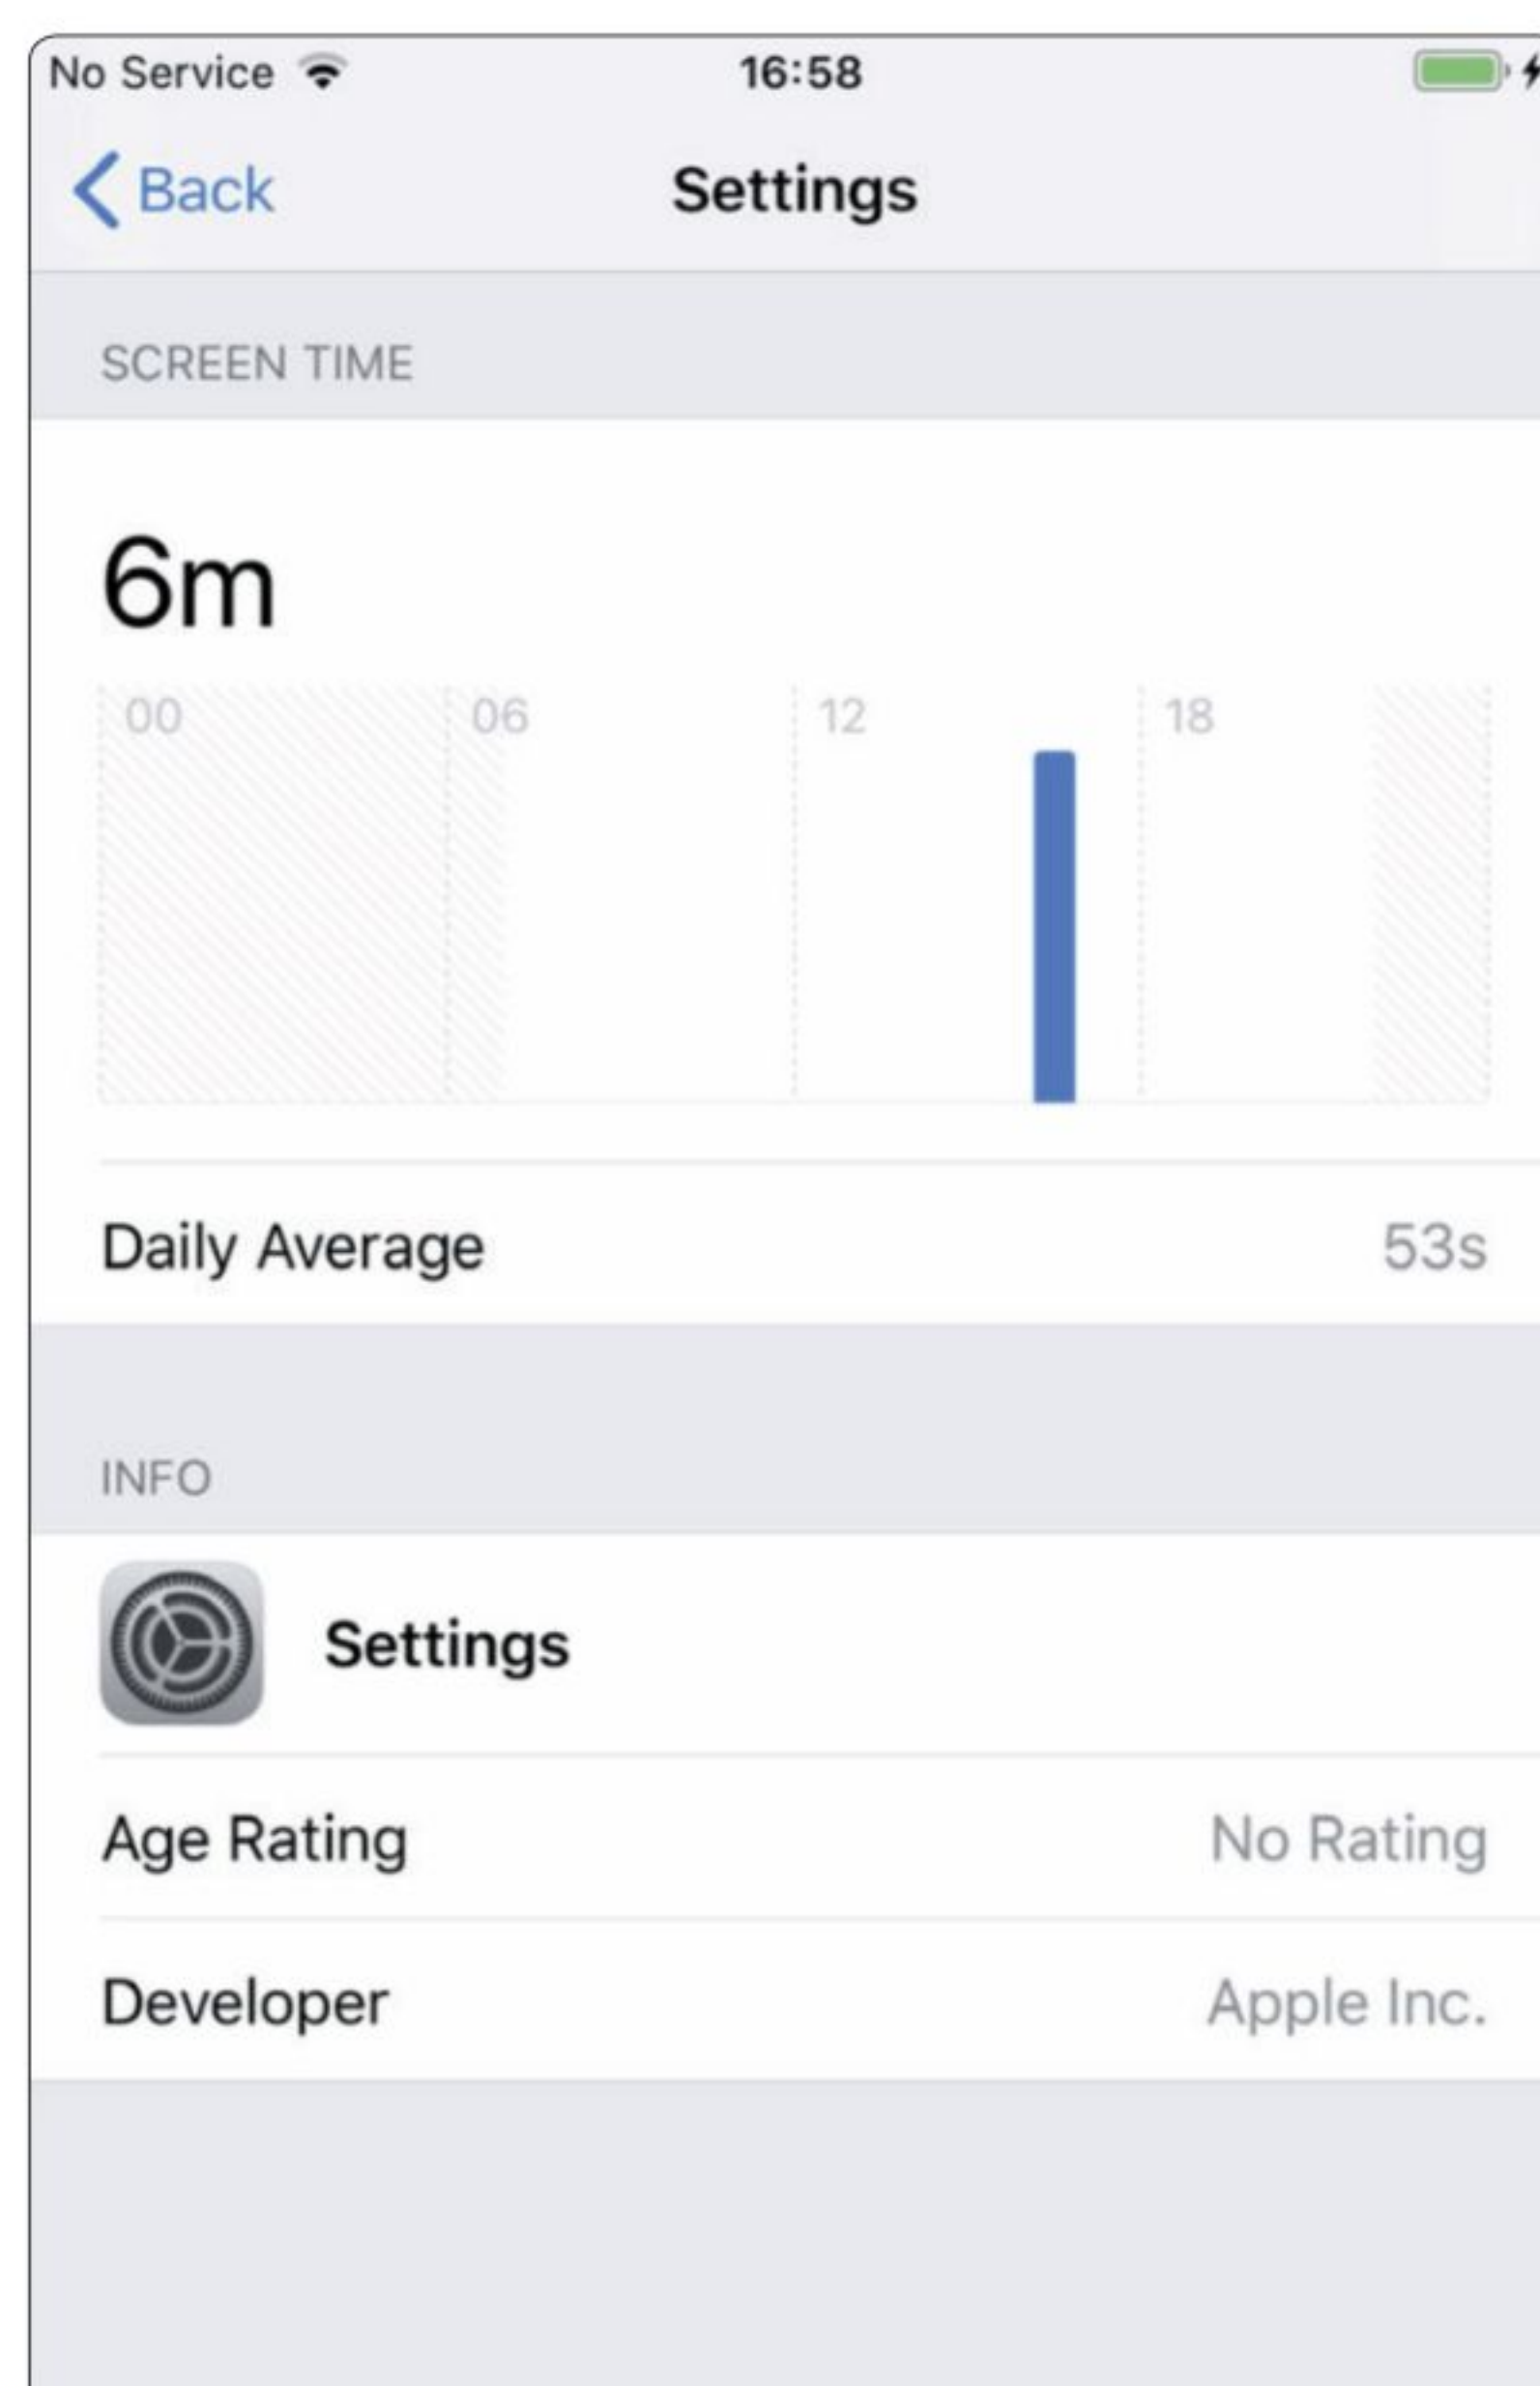 No Service 16:58
Back Settings
SCREEN TIME
6m
00 06 12 18
Daily Average 53s
INFO
Settings
Age Rating No Rating
Developer Apple Inc.